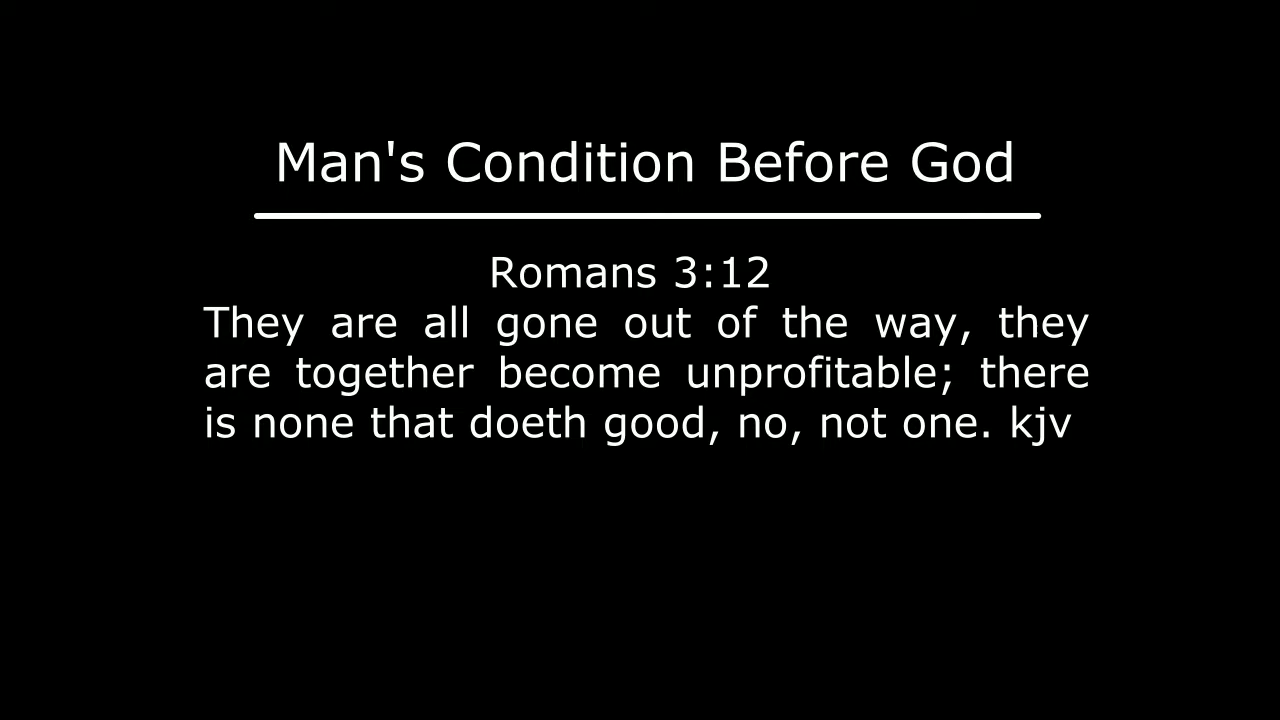 Man's Condition Before God
Romans 3:12
They are all gone out of the way, they
are together become unprofitable; there
is none that doeth good, no, not one. kjv